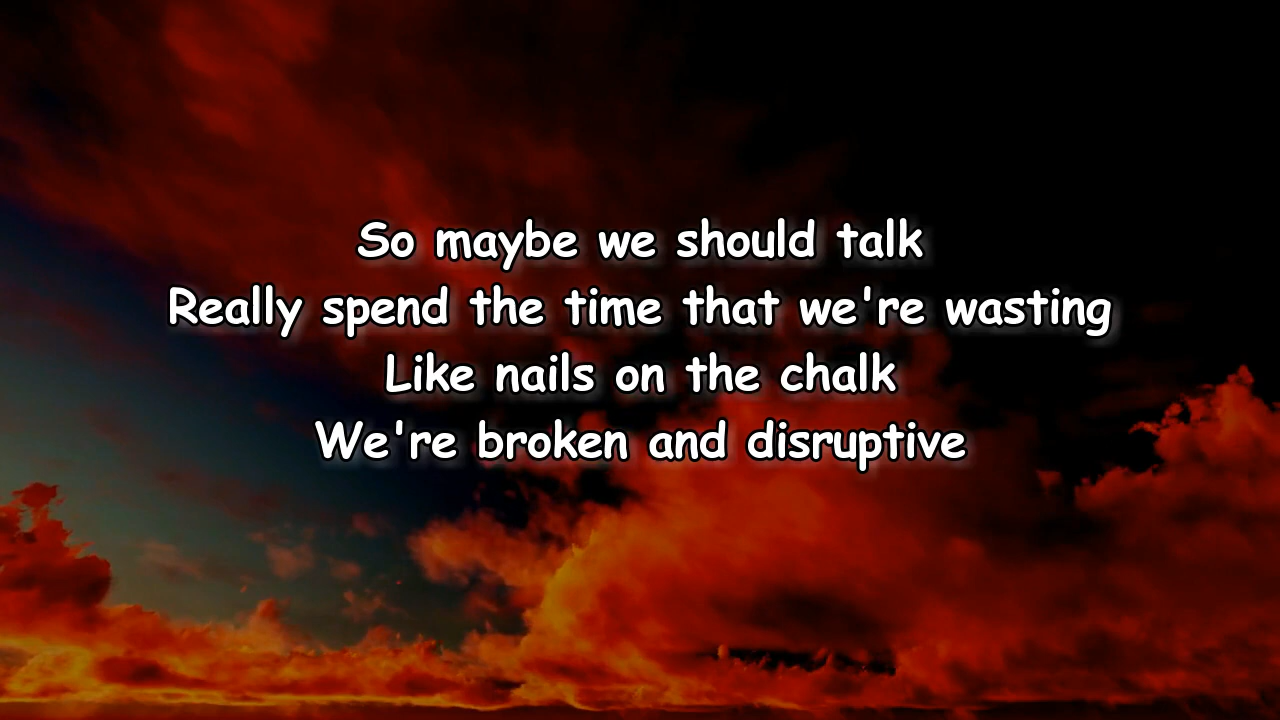 So maybe we should talk
Really spend the time that we're wasting
Like nails on the chalk
We're broken and disruptive